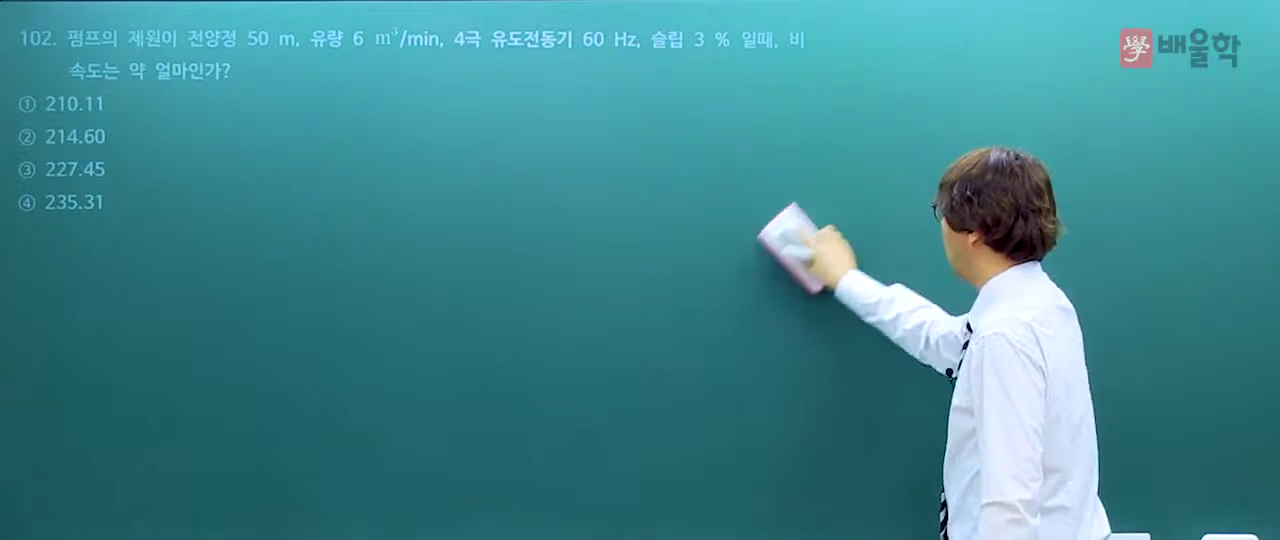 102. 펌프의 제원이 전양정 50 m, 유량 6 m³/min, 4극 유도전동기 60 Hz, 슬립 3 % 일때, 비
속도는 약 얼마인가?
① 210.11
② 214.60
③ 227.45
④ 235.31
學 배울학